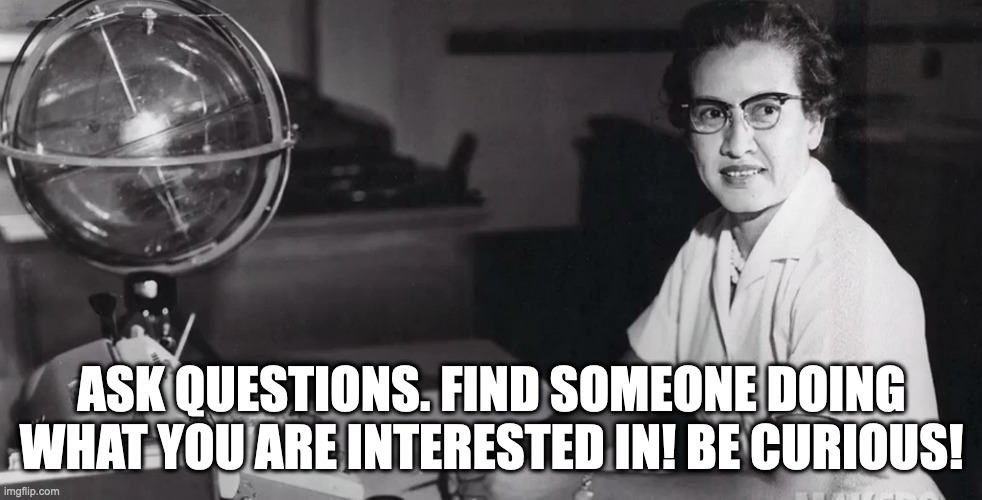 ASK QUESTIONS. FIND SOMEONE DOING
WHAT YOU ARE INTERESTED IN! BE CURIOUS!
imgflip.com